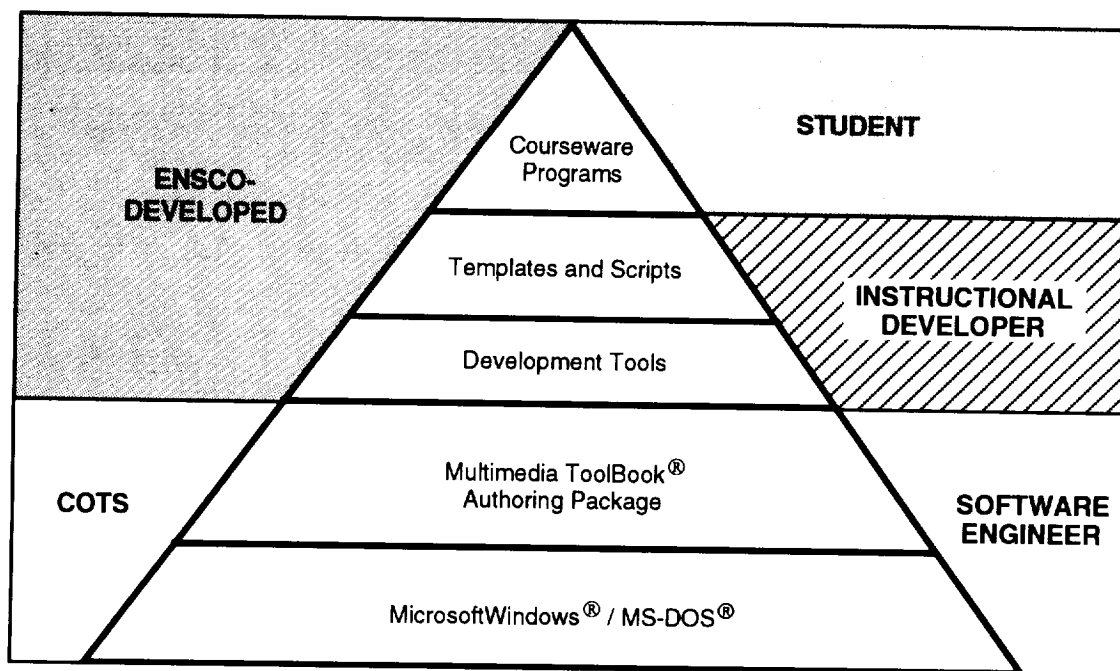 Courseware
Programs
STUDENT
ENSCO-
DEVELOPED
Templates and Scripts
INSTRUCTIONAL
DEVELOPER
Development Tools
Multimedia ToolBook®
Authoring Package
COTS
SOFTWARE
ENGINEER
MicrosoftWindows® / MS-DOS®